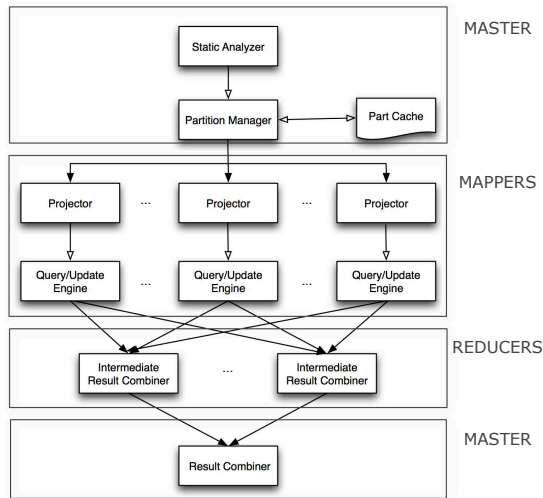 MASTER
Static Analyzer
Partition Manager
Part Cache
MAPPERS
Projector
...
Projector
...
Projector
Query/Update
Engine
...
Query/Update
Engine
...
Query/Update
Engine
REDUCERS
Intermediate
Result Combiner
...
Intermediate
Result Combiner
MASTER
Result Combiner